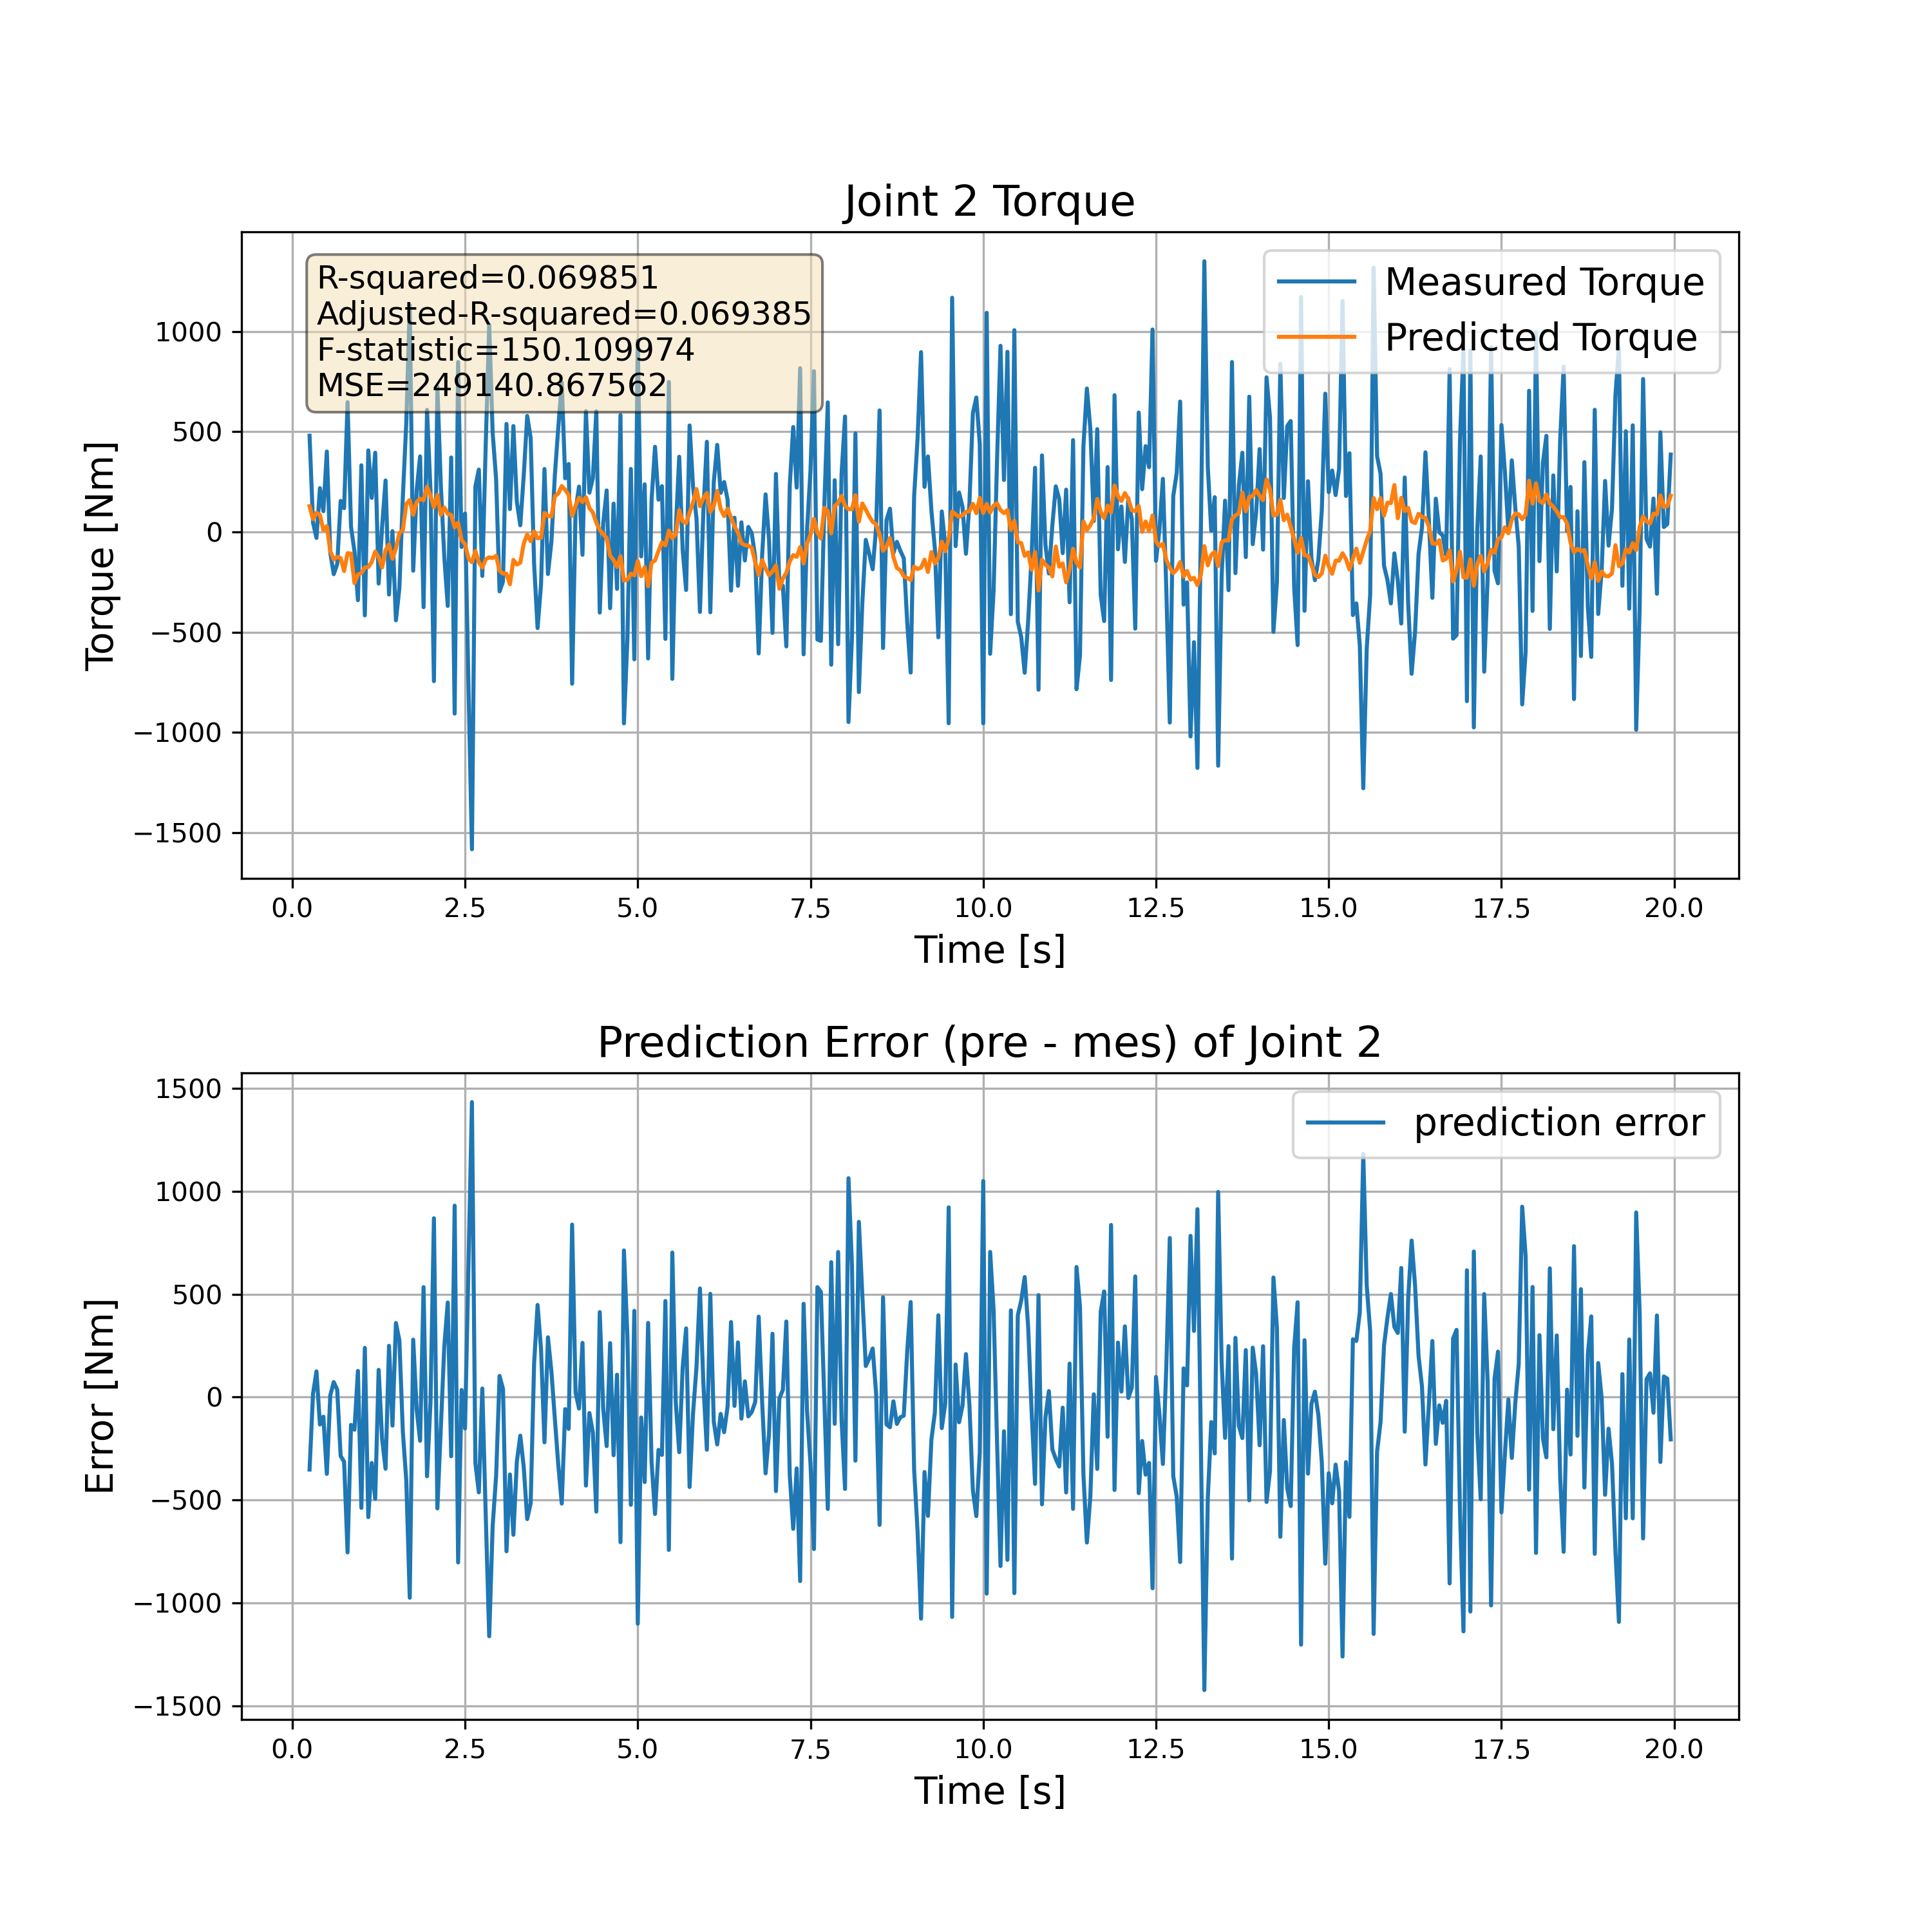 Joint 2 Torque
R-squared=0.069851
Adjusted-R-squared=0.069385
F-statistic=150.109974
MSE=249140.867562
Measured Torque
Predicted Torque
Torque [Nm]
1000
500
0
−500
−1000
−1500
0.0 2.5 5.0 7.5 10.0 12.5 15.0 17.5 20.0
Time [s]
Prediction Error (pre - mes) of Joint 2
prediction error
Error [Nm]
1500
1000
500
0
−500
−1000
−1500
0.0 2.5 5.0 7.5 10.0 12.5 15.0 17.5 20.0
Time [s]